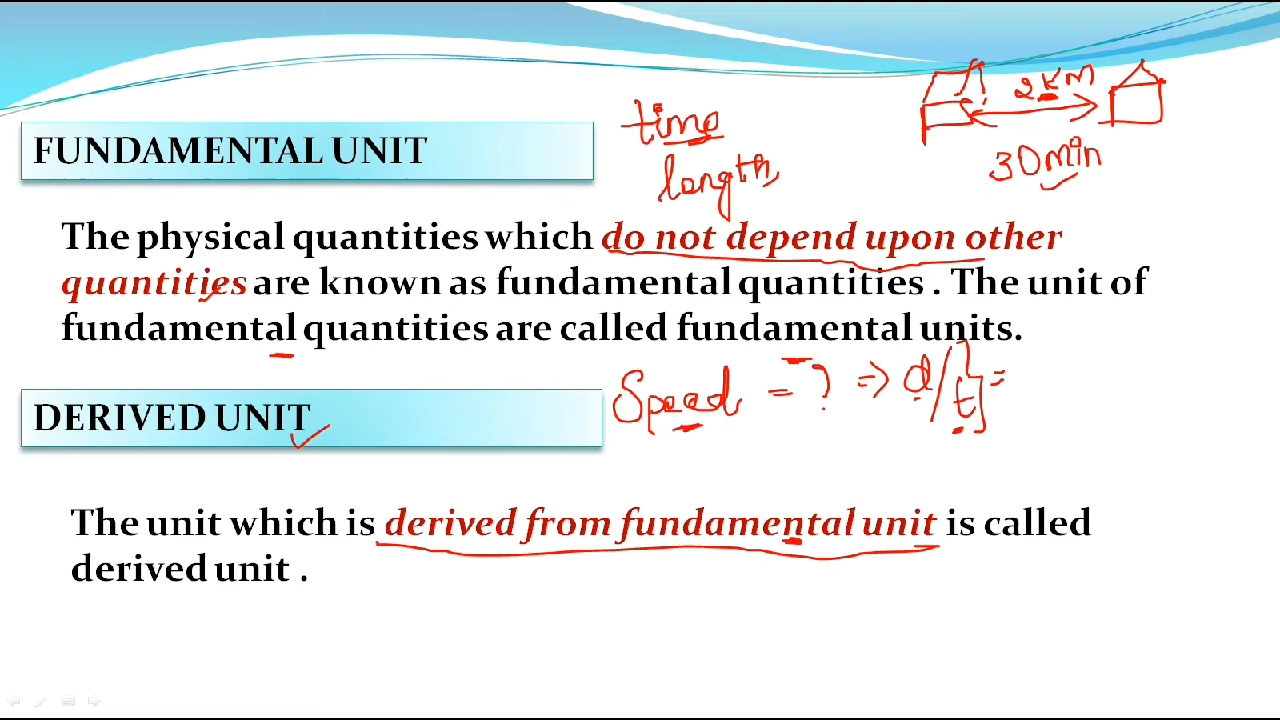 2 KM
time
FUNDAMENTAL UNIT
30min
length
The physical quantities which do not depend upon other
quantities are known as fundamental quantities . The unit of
fundamental quantities are called fundamental units.
Speed = ? => d/t =
DERIVED UNIT
The unit which is derived from fundamental unit is called
derived unit .